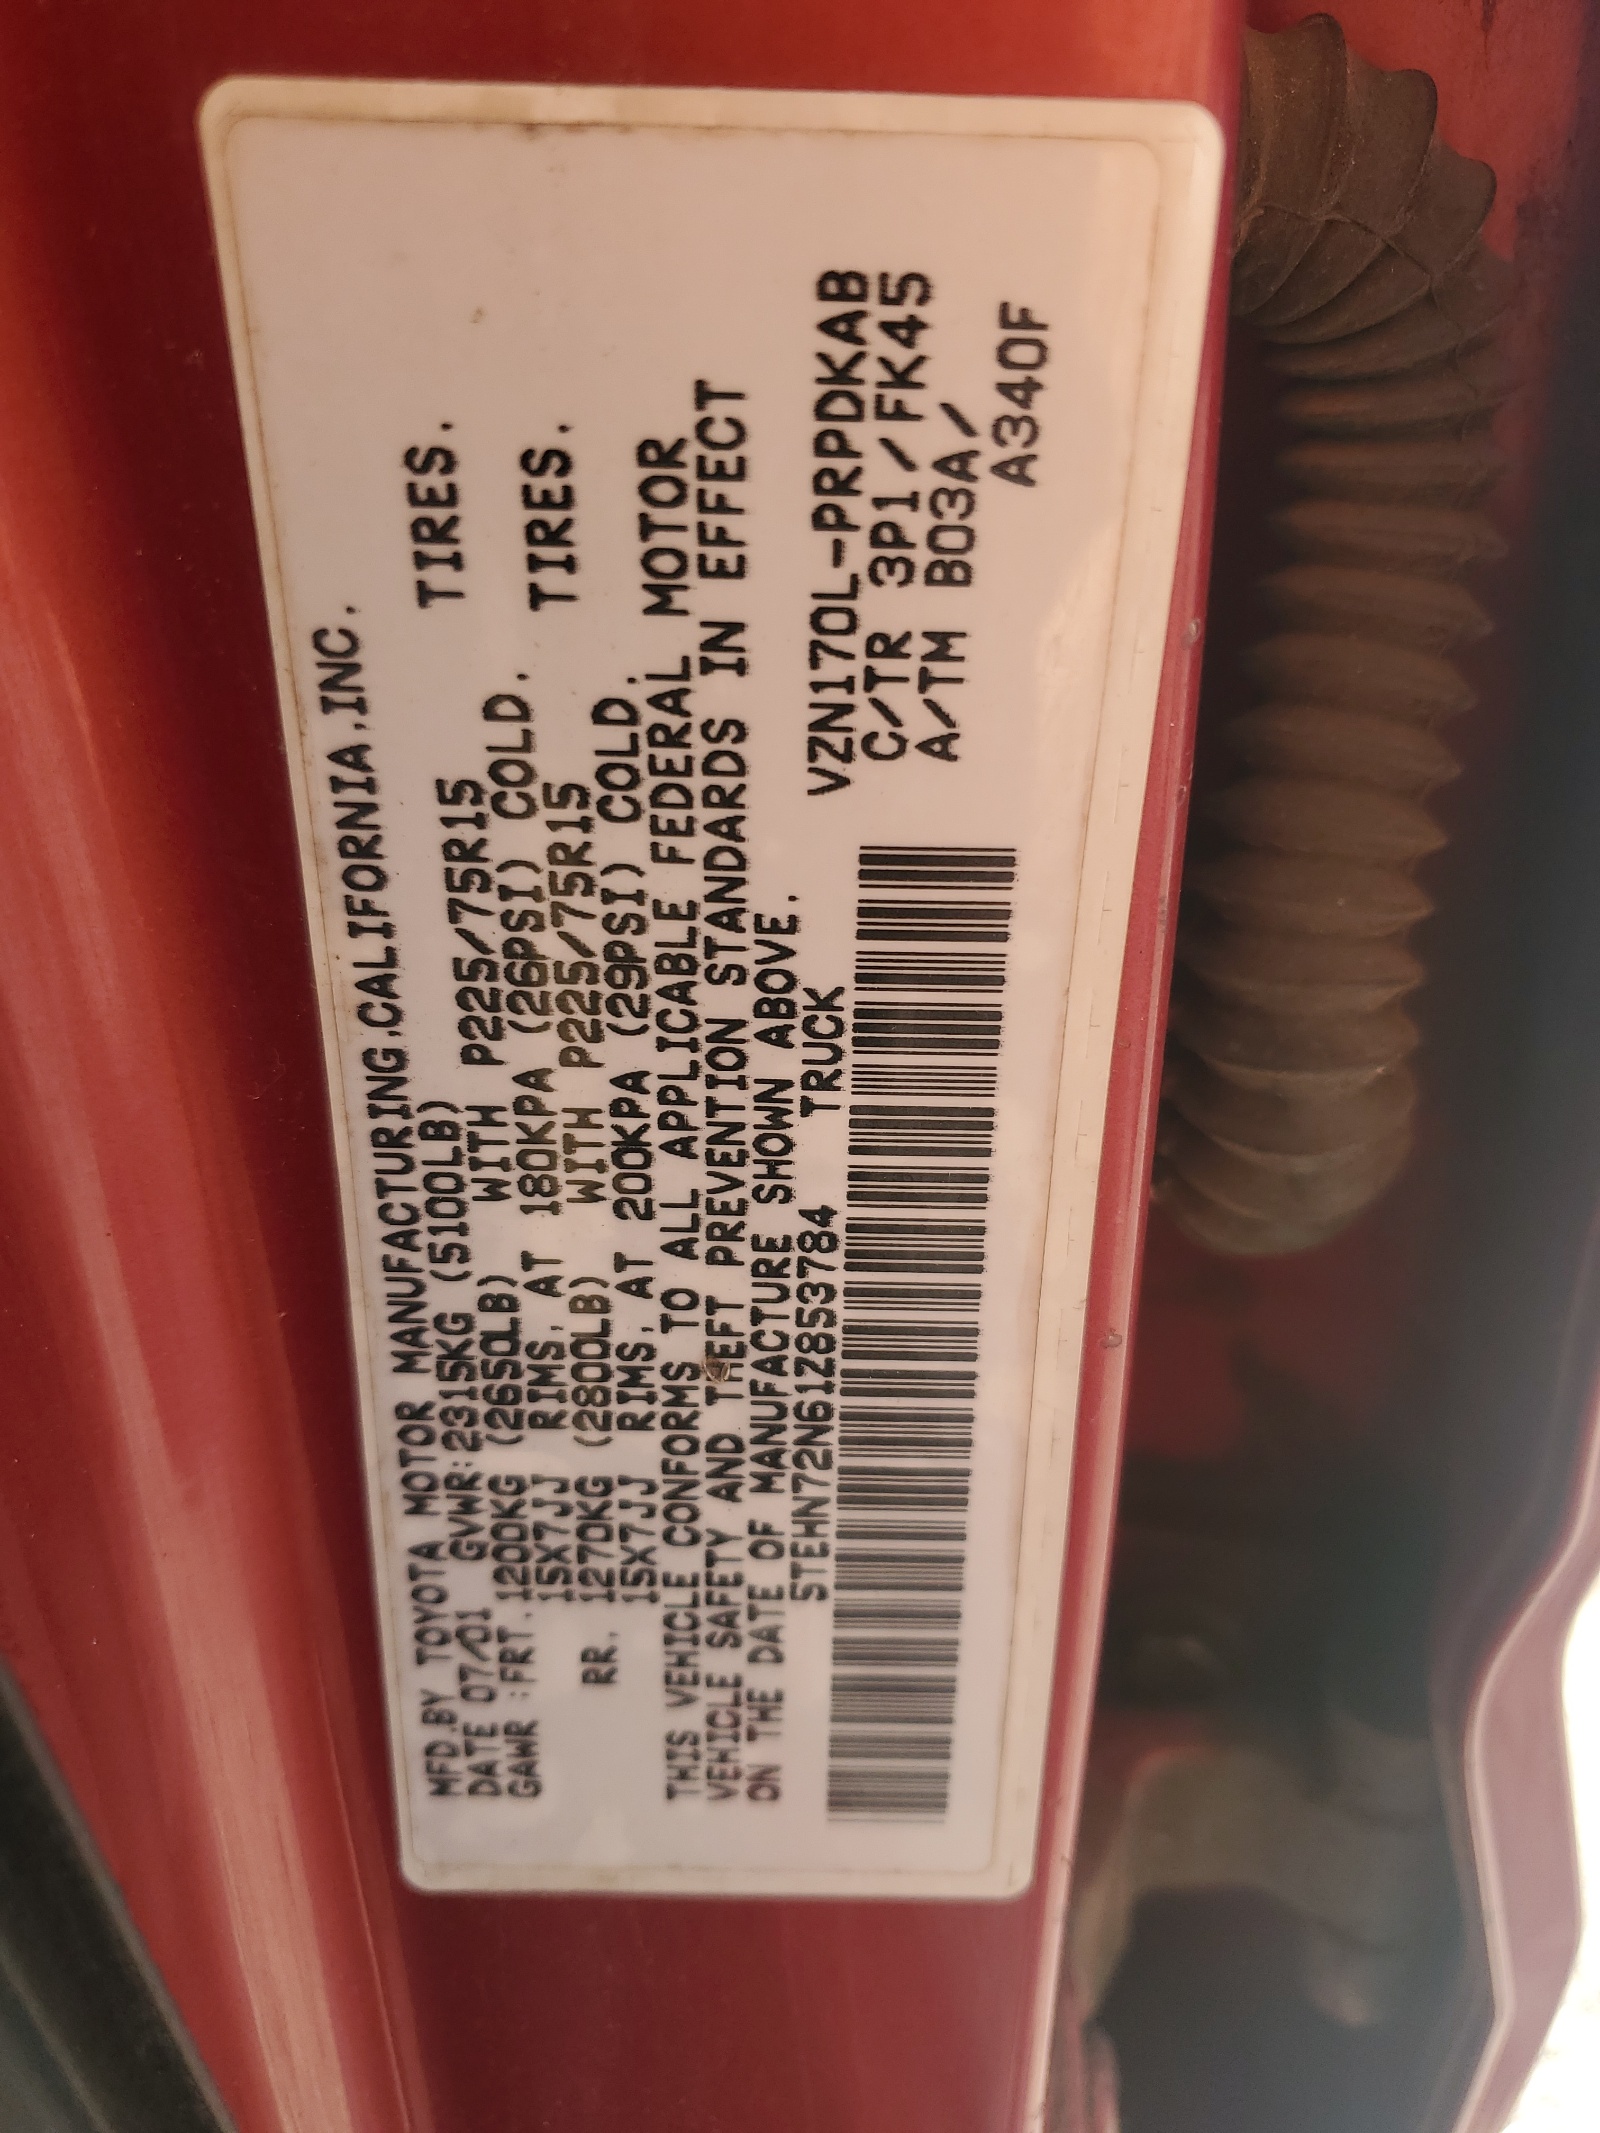 MFD.BY TOYOTA MOTOR MANUFACTURING,CALIFORNIA,INC.
DATE 07/01 GVWR:2315KG (5100LB)
GAWR :FRT. 1200KG (2650LB) WITH P225/75R15 TIRES.
15X7JJ RIMS, AT 180KPA (26PSI) COLD.
RR. 1270KG (2800LB) WITH P225/75R15 TIRES.
15X7JJ RIMS, AT 200KPA (29PSI) COLD.
THIS VEHICLE CONFORMS TO ALL APPLICABLE FEDERAL MOTOR
VEHICLE SAFETY AND THEFT PREVENTION STANDARDS IN EFFECT
ON THE DATE OF MANUFACTURE SHOWN ABOVE.
5TEHN72N61Z853784 TRUCK
VZN170L-PRPDKAB
C/TR 3P1/FK45
A/TM B03A/
A340F